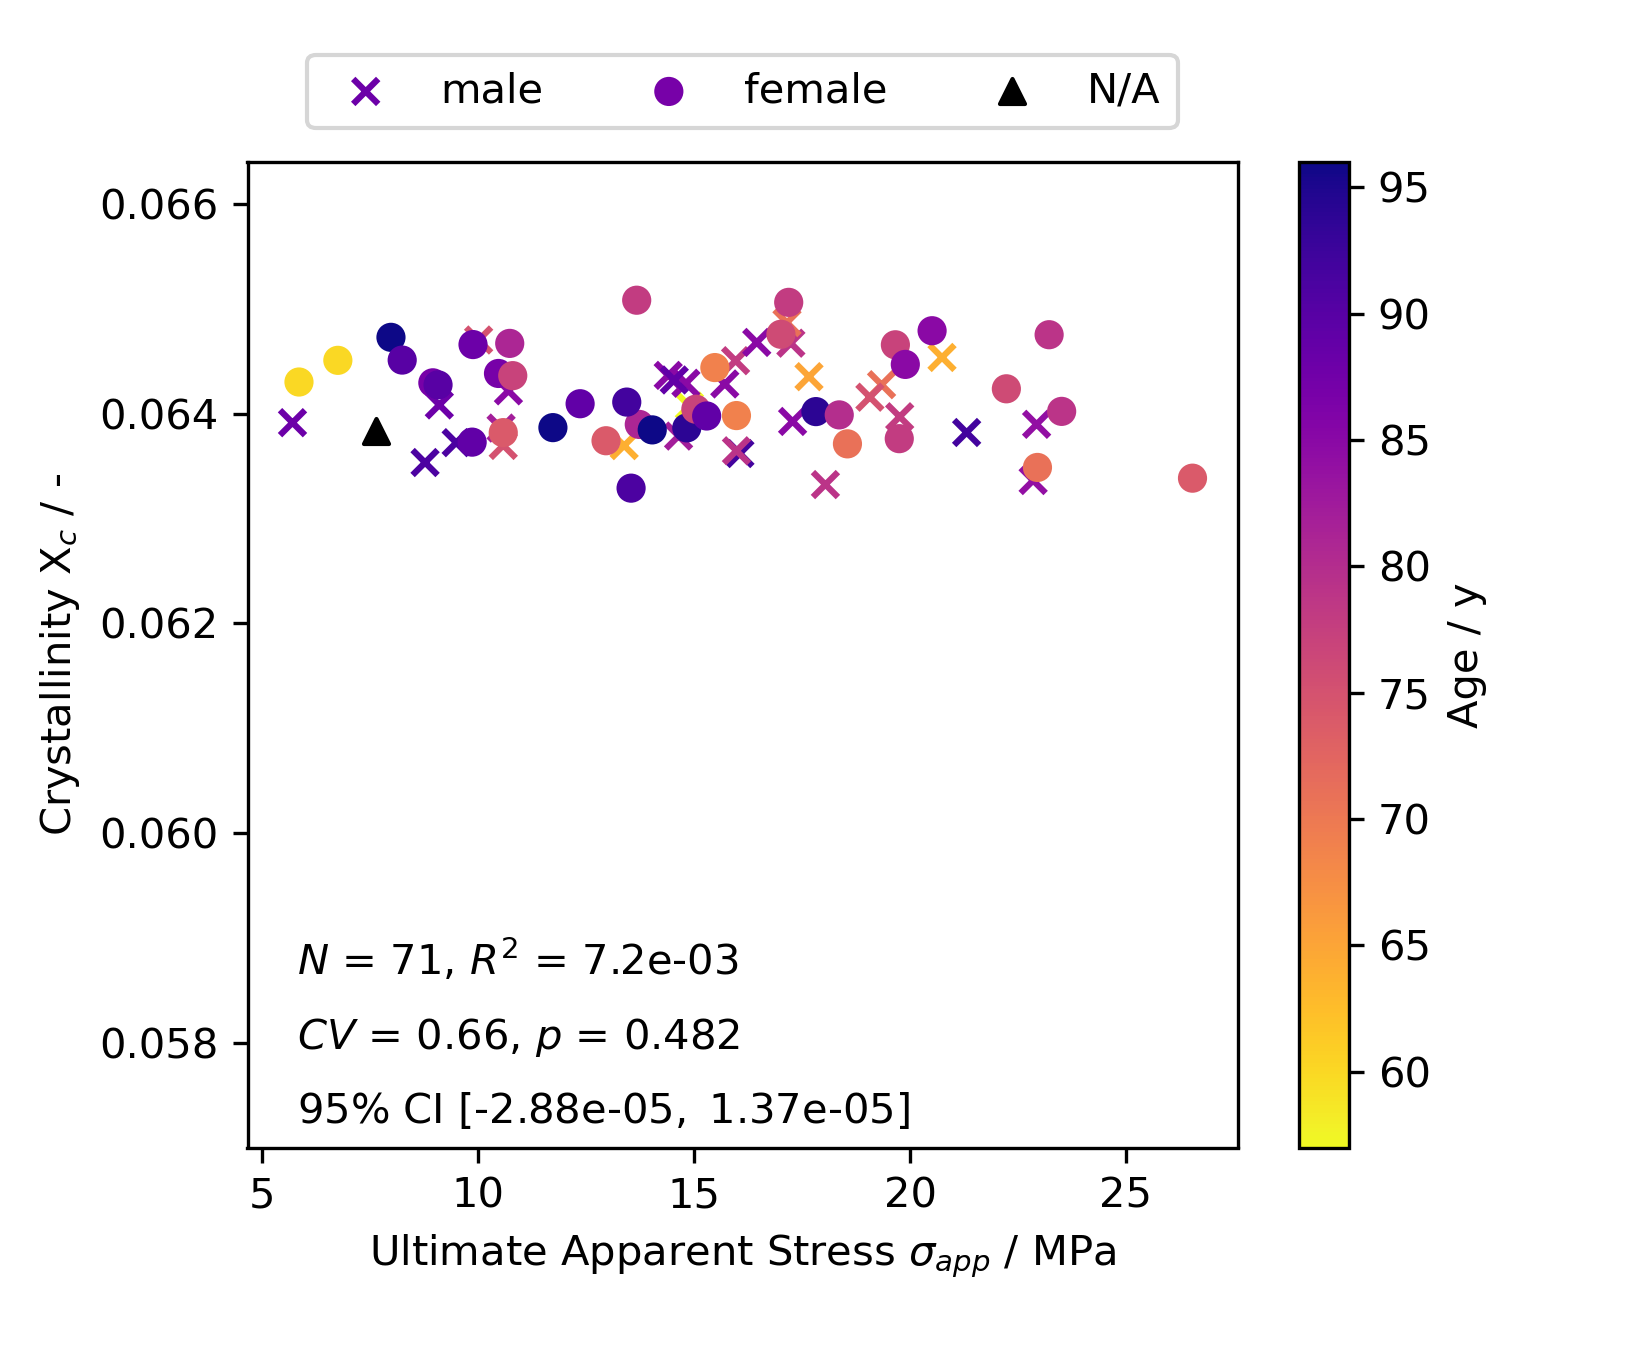 male female N/A
0.066
0.064
0.062
0.060
0.058
Crystallinity X_c / -
N = 71, R² = 7.2e-03
CV = 0.66, p = 0.482
95% CI [-2.88e-05, 1.37e-05]
5 10 15 20 25
Ultimate Apparent Stress σ_app / MPa
95
90
85
80
75
70
65
60
Age / y